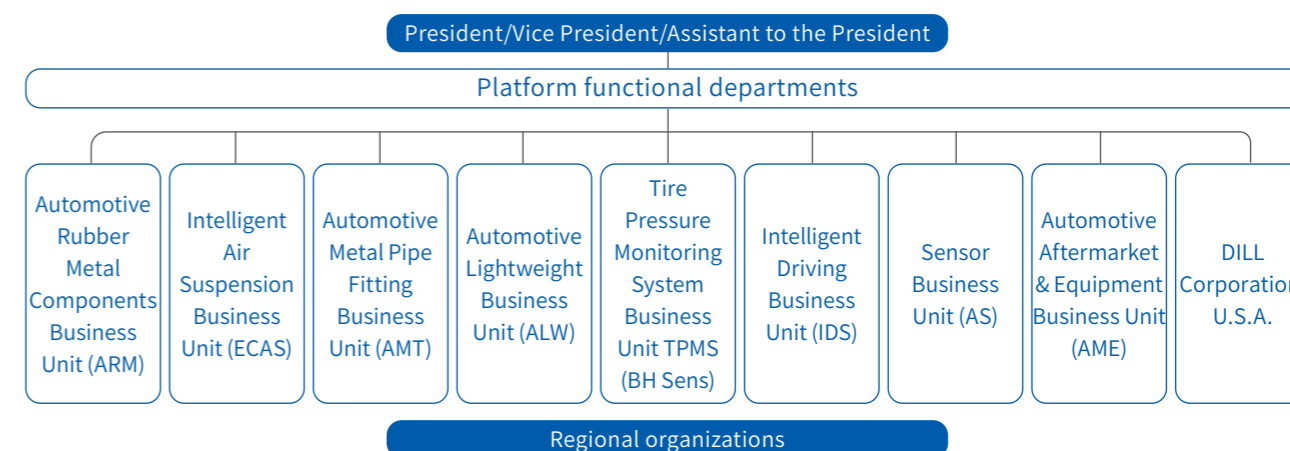 President/Vice President/Assistant to the President
Platform functional departments
Automotive
Rubber
Metal
Components
Business
Unit (ARM)
Intelligent
Air
Suspension
Business
Unit (ECAS)
Automotive
Metal Pipe
Fitting
Business
Unit (AMT)
Automotive
Lightweight
Business
Unit (ALW)
Tire
Pressure
Monitoring
System
Business
Unit TPMS
(BH Sens)
Intelligent
Driving
Business
Unit (IDS)
Sensor
Business
Unit (AS)
Automotive
Aftermarket
& Equipment
Business Unit
(AME)
DILL
Corporation
U.S.A.
Regional organizations